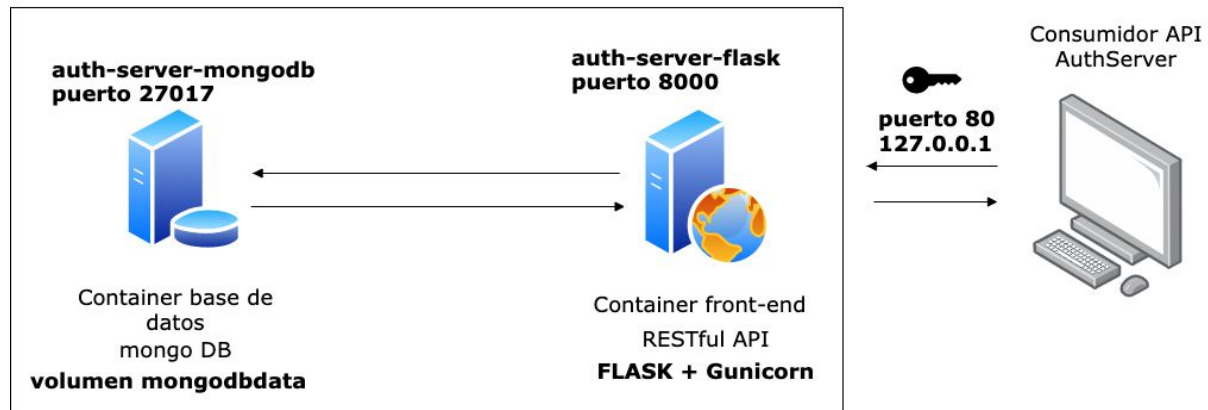 auth-server-mongodb
puerto 27017
Container base de
datos
mongo DB
volumen mongodbdata
auth-server-flask
puerto 8000
Container front-end
RESTful API
FLASK + Gunicorn
puerto 80
127.0.0.1
Consumidor API
AuthServer